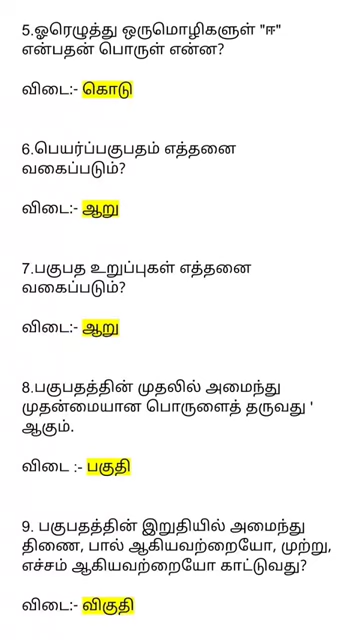 5.ஓரெழுத்து ஒருமொழிகளுள் "ஈ"
என்பதன் பொருள் என்ன?
விடை:- கொடு
6.பெயர்ப்பகுபதம் எத்தனை
வகைப்படும்?
விடை:- ஆறு
7.பகுபத உறுப்புகள் எத்தனை
வகைப்படும்?
விடை:- ஆறு
8.பகுபதத்தின் முதலில் அமைந்து
முதன்மையான பொருளைத் தருவது '
ஆகும்.
விடை :- பகுதி
9. பகுபதத்தின் இறுதியில் அமைந்து
திணை, பால் ஆகியவற்றையோ, முற்று,
எச்சம் ஆகியவற்றையோ காட்டுவது?
விடை:- விகுதி